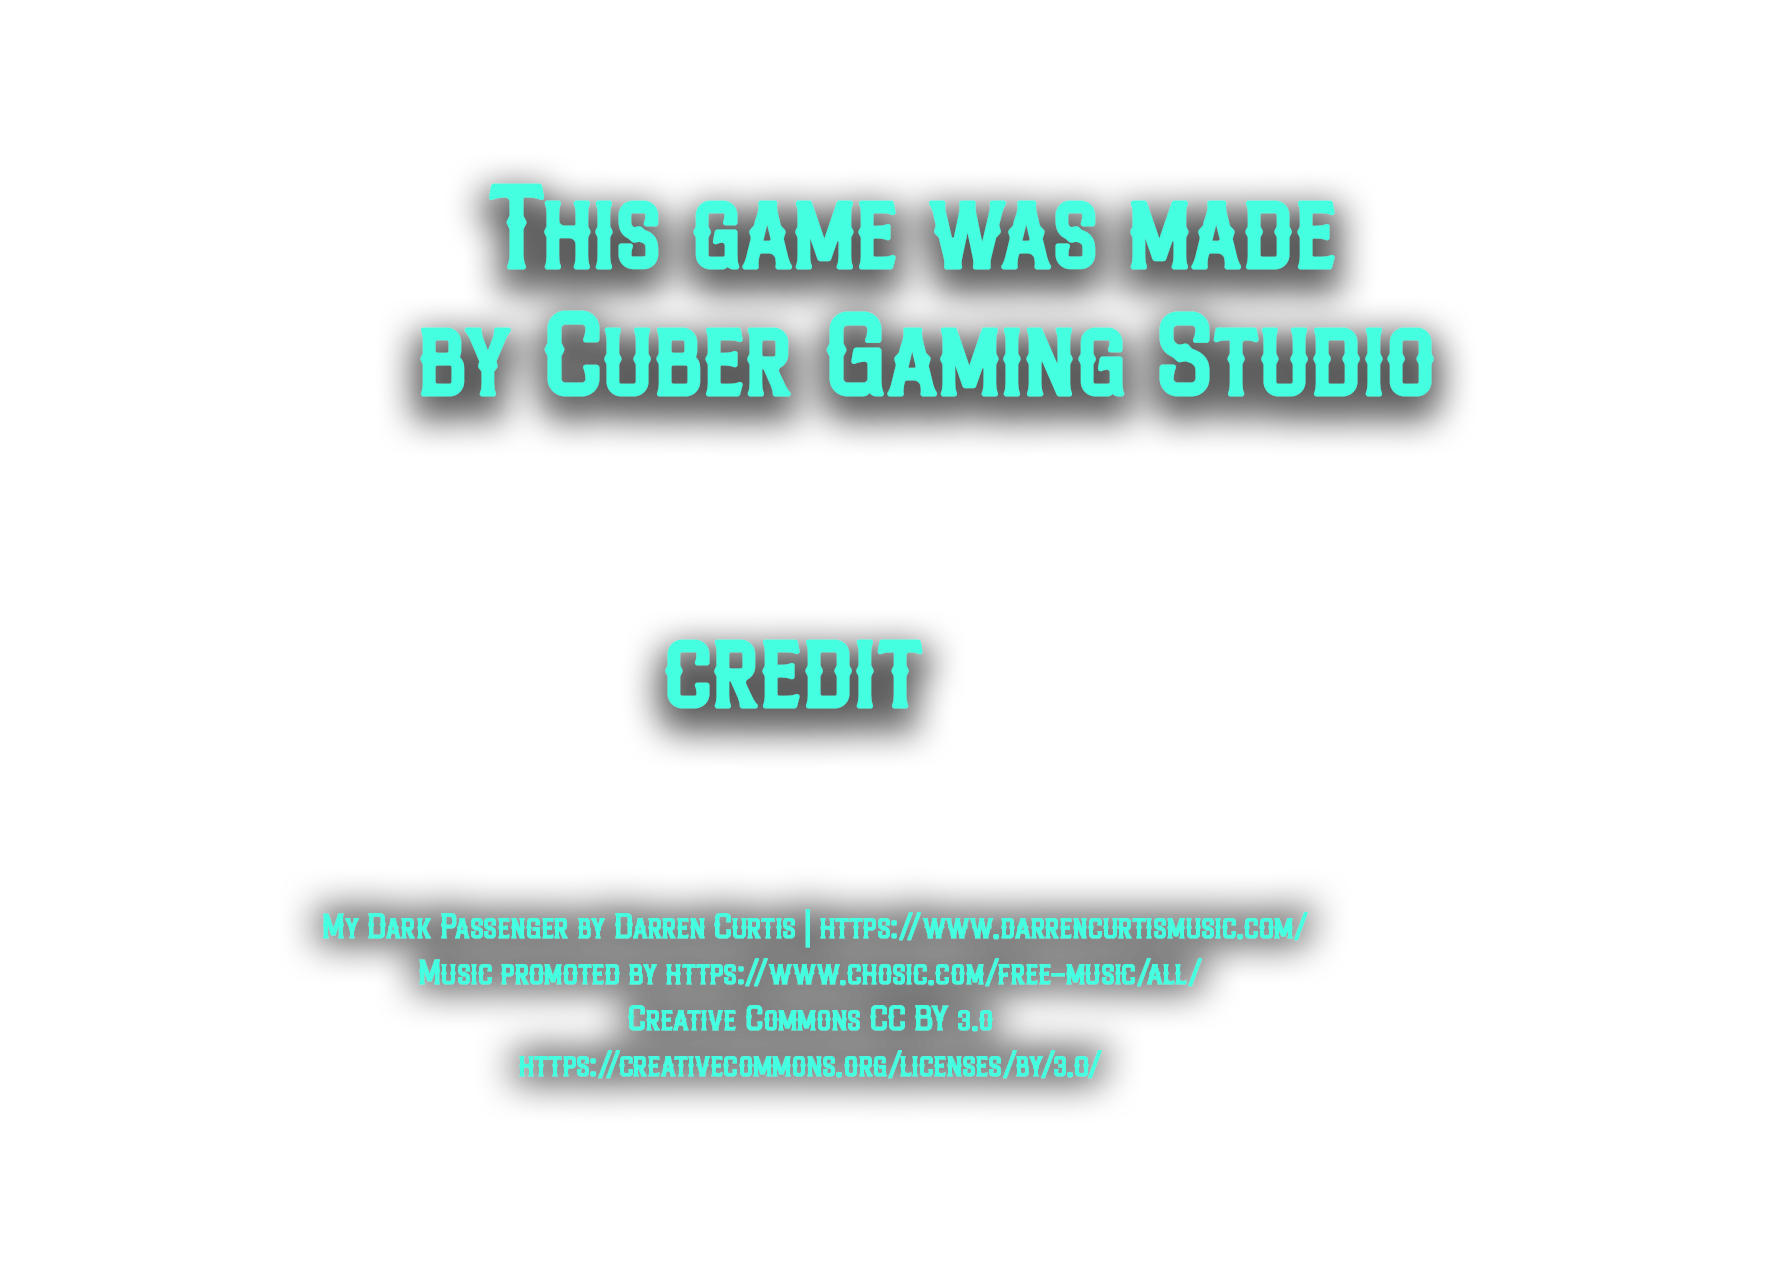 This game was made
by Cuber Gaming Studio
credit
My Dark Passenger by Darren Curtis | https://www.darrencurtismusic.com/
Music promoted by https://www.chosic.com/free-music/all/
Creative Commons CC BY 3.0
https://creativecommons.org/licenses/by/3.0/